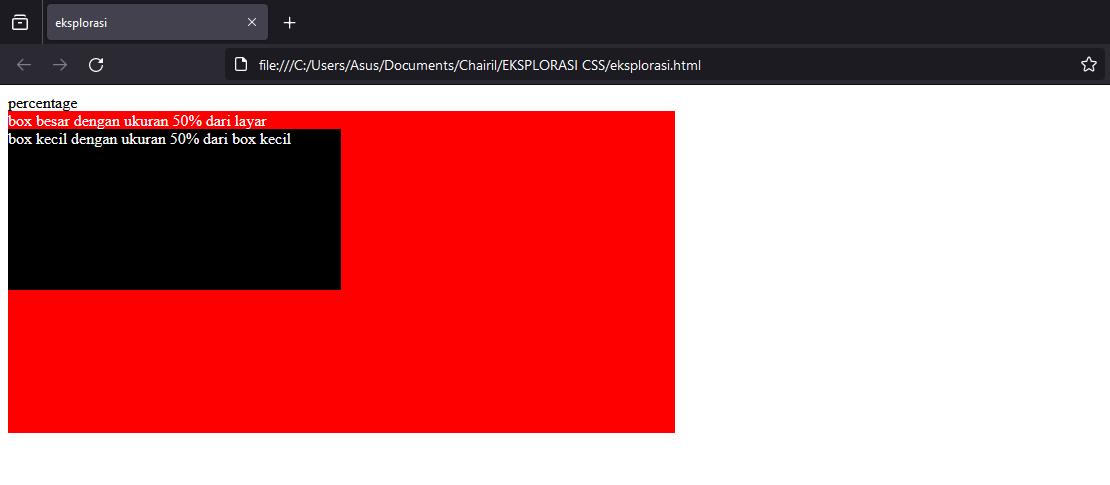 eksplorasi
file:///C:/Users/Asus/Documents/Chairil/EKSPLORASI CSS/eksplorasi.html
percentage
box besar dengan ukuran 50% dari layar
box kecil dengan ukuran 50% dari box kecil